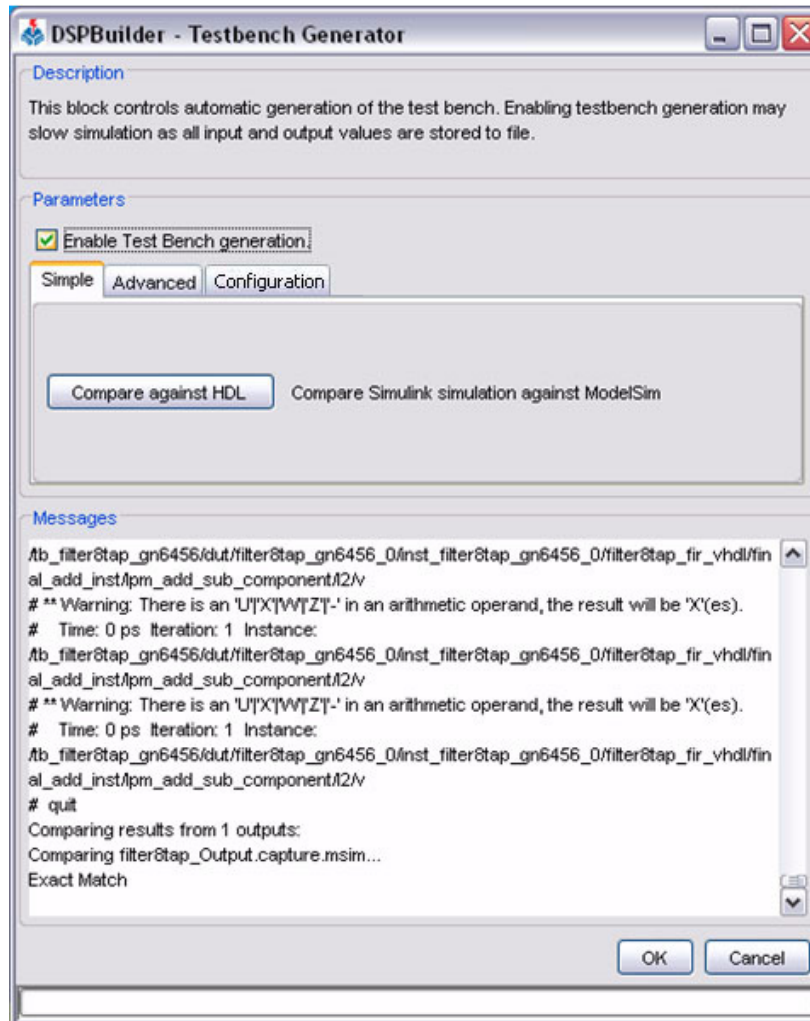 DSPBuilder - Testbench Generator
Description
This block controls automatic generation of the test bench. Enabling testbench generation may
slow simulation as all input and output values are stored to file.
Parameters
Enable Test Bench generation.
Simple Advanced Configuration
Compare against HDL Compare Simulink simulation against ModelSim
Messages
/tb_filter8tap_gn6456/dut/filter8tap_gn6456_0/inst_filter8tap_gn6456_0/filter8tap_fir_vhdl/fin
al_add_inst/lpm_add_sub_component/l2/v
# ** Warning: There is an 'U'|'X'|'W'|'Z'|'-' in an arithmetic operand, the result will be 'X'(es).
# Time: 0 ps Iteration: 1 Instance:
/tb_filter8tap_gn6456/dut/filter8tap_gn6456_0/inst_filter8tap_gn6456_0/filter8tap_fir_vhdl/fin
al_add_inst/lpm_add_sub_component/l2/v
# ** Warning: There is an 'U'|'X'|'W'|'Z'|'-' in an arithmetic operand, the result will be 'X'(es).
# Time: 0 ps Iteration: 1 Instance:
/tb_filter8tap_gn6456/dut/filter8tap_gn6456_0/inst_filter8tap_gn6456_0/filter8tap_fir_vhdl/fin
al_add_inst/lpm_add_sub_component/l2/v
# quit
Comparing results from 1 outputs:
Comparing filter8tap_Output.capture.msim...
Exact Match
OK Cancel